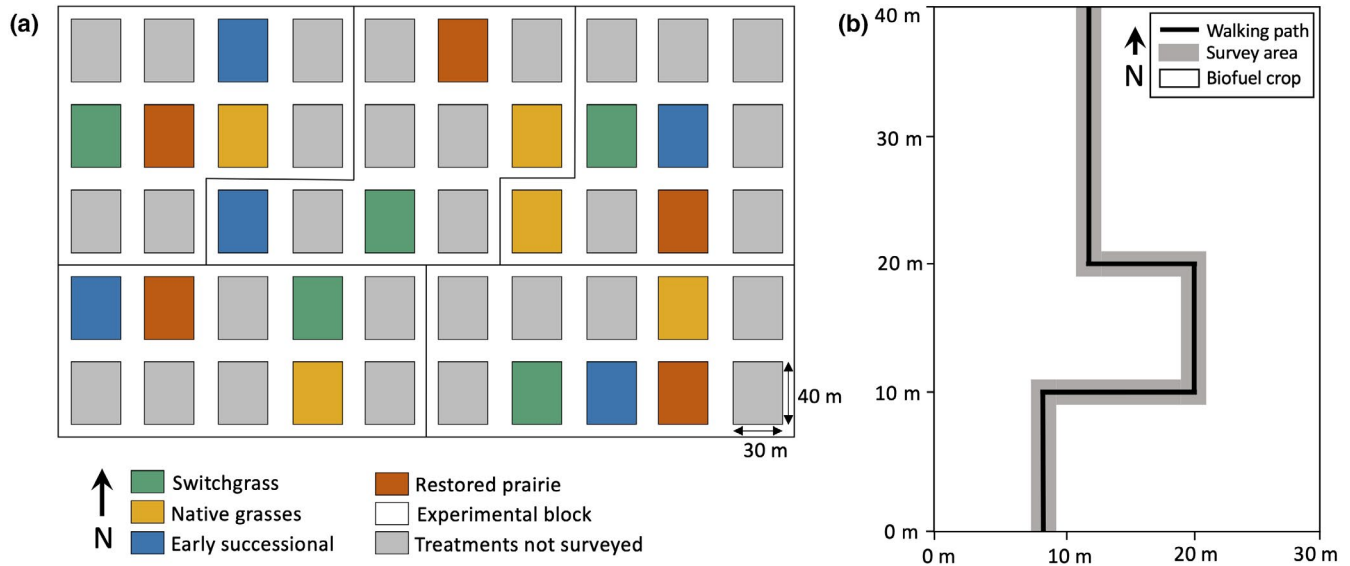 (a)
40 m
30 m
N
Switchgrass
Native grasses
Early successional
Restored prairie
Experimental block
Treatments not surveyed
(b)
N
Walking path
Survey area
Biofuel crop
40 m
30 m
20 m
10 m
0 m
0 m 10 m 20 m 30 m